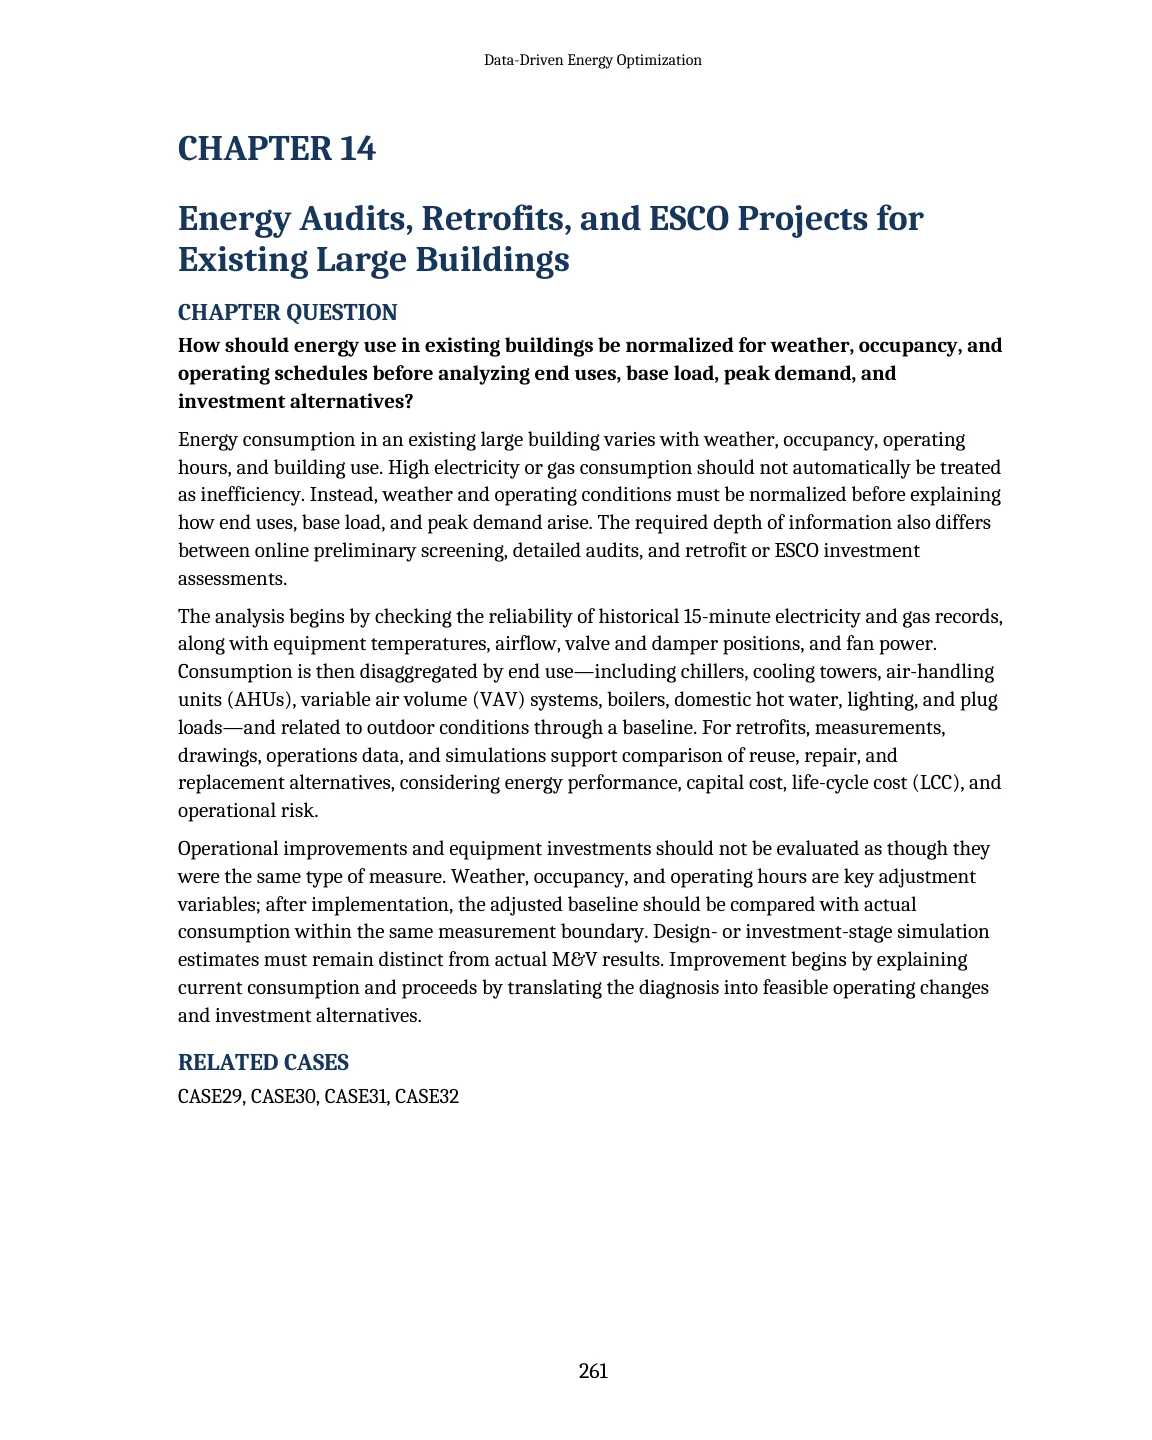 Data-Driven Energy Optimization
CHAPTER 14
Energy Audits, Retrofits, and ESCO Projects for
Existing Large Buildings
CHAPTER QUESTION
How should energy use in existing buildings be normalized for weather, occupancy, and
operating schedules before analyzing end uses, base load, peak demand, and
investment alternatives?
Energy consumption in an existing large building varies with weather, occupancy, operating
hours, and building use. High electricity or gas consumption should not automatically be treated
as inefficiency. Instead, weather and operating conditions must be normalized before explaining
how end uses, base load, and peak demand arise. The required depth of information also differs
between online preliminary screening, detailed audits, and retrofit or ESCO investment
assessments.
The analysis begins by checking the reliability of historical 15-minute electricity and gas records,
along with equipment temperatures, airflow, valve and damper positions, and fan power.
Consumption is then disaggregated by end use—including chillers, cooling towers, air-handling
units (AHUs), variable air volume (VAV) systems, boilers, domestic hot water, lighting, and plug
loads—and related to outdoor conditions through a baseline. For retrofits, measurements,
drawings, operations data, and simulations support comparison of reuse, repair, and
replacement alternatives, considering energy performance, capital cost, life-cycle cost (LCC), and
operational risk.
Operational improvements and equipment investments should not be evaluated as though they
were the same type of measure. Weather, occupancy, and operating hours are key adjustment
variables; after implementation, the adjusted baseline should be compared with actual
consumption within the same measurement boundary. Design- or investment-stage simulation
estimates must remain distinct from actual M&V results. Improvement begins by explaining
current consumption and proceeds by translating the diagnosis into feasible operating changes
and investment alternatives.
RELATED CASES
CASE29, CASE30, CASE31, CASE32
261